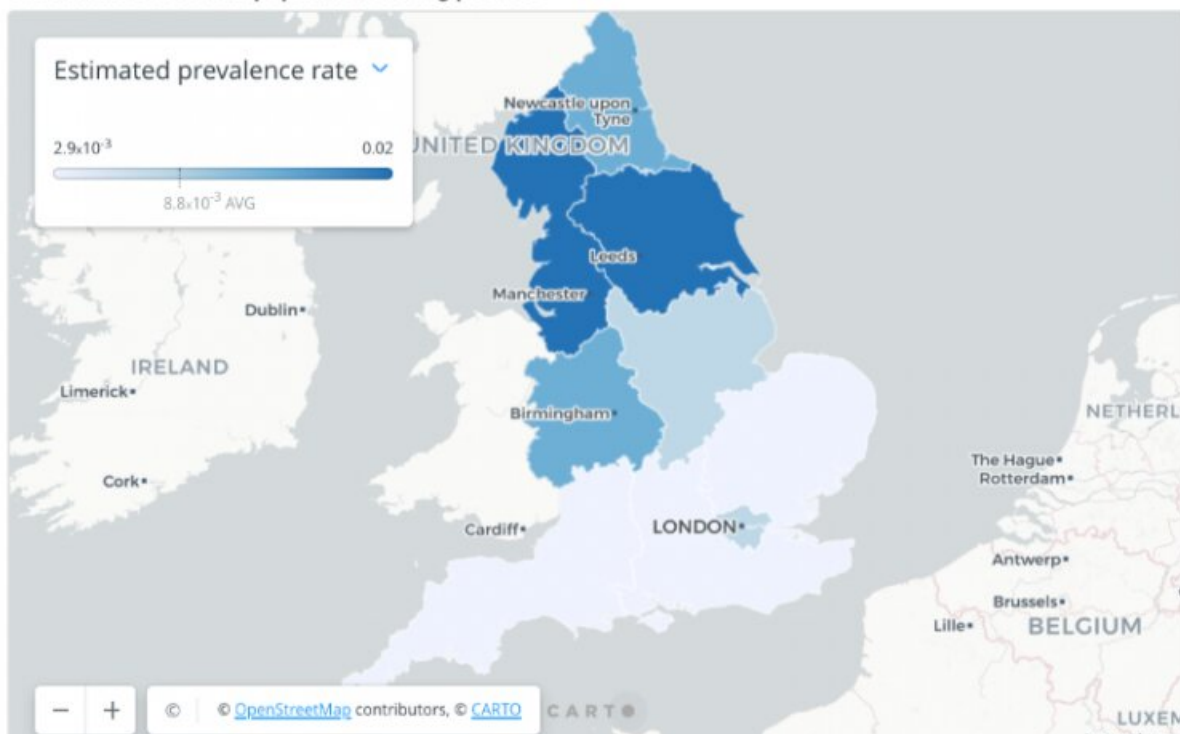 Estimated prevalence rate
2.9x10-3
0.02
8.8x10-3 AVG
Newcastle upon
Tyne
UNITED KINGDOM
Leeds
Manchester
Dublin
IRELAND
Limerick
Birmingham
NETHERL
The Hague
Rotterdam
Cork
Cardiff
LONDON
Antwerp
Brussels
Lille
BELGIUM
− + © © OpenStreetMap contributors, © CARTO
CARTO
LUXEM